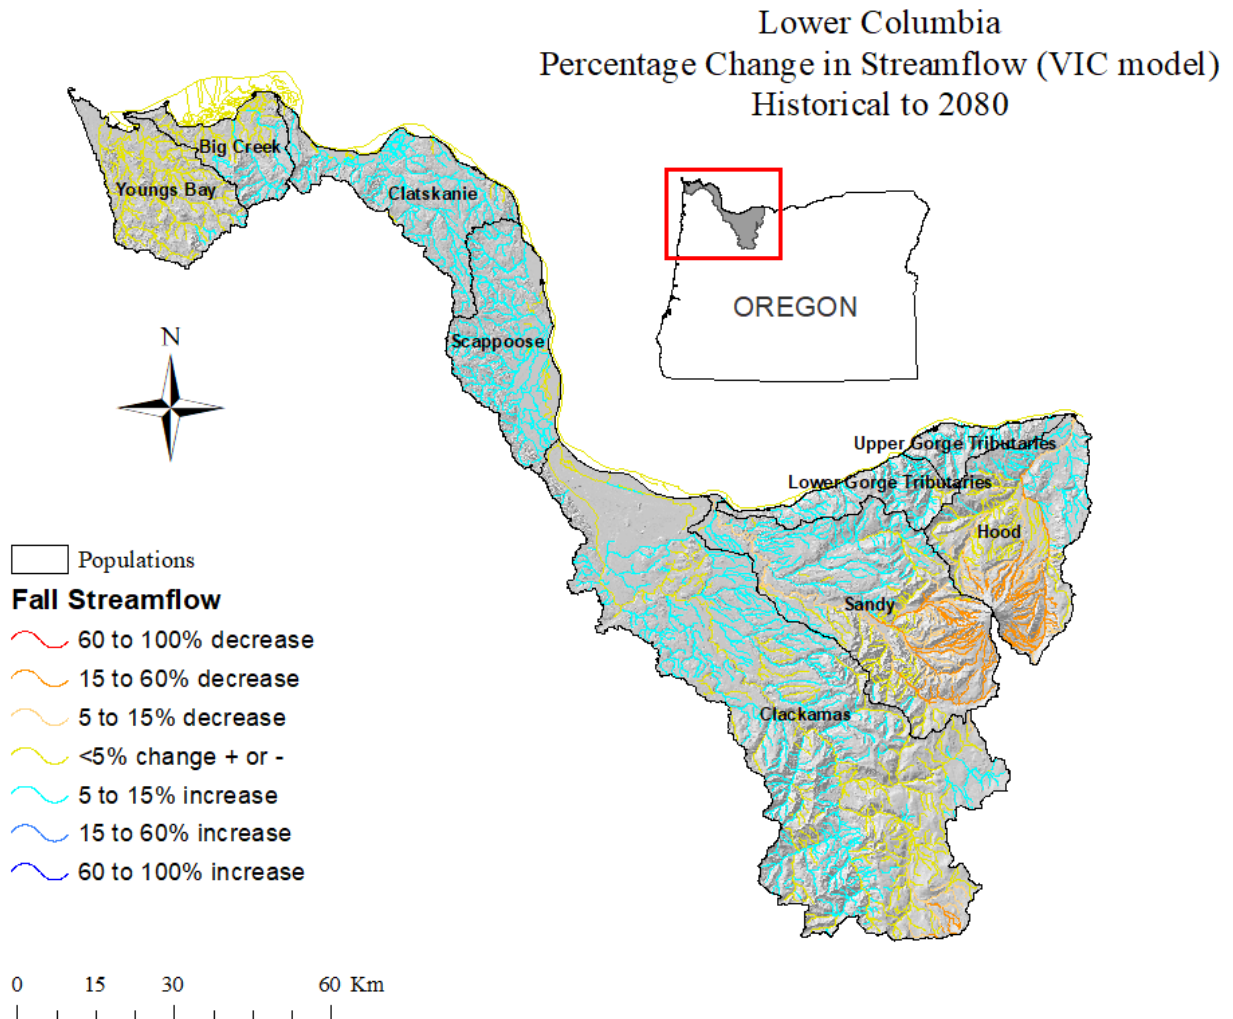 Lower Columbia
Percentage Change in Streamflow (VIC model)
Historical to 2080
Big Creek
Youngs Bay
Clatskanie
OREGON
N
Scappoose
Upper Gorge Tributaries
Lower Gorge Tributaries
Hood
Sandy
Clackamas
Populations
Fall Streamflow
60 to 100% decrease
15 to 60% decrease
5 to 15% decrease
<5% change + or -
5 to 15% increase
15 to 60% increase
60 to 100% increase
0 15 30 60 Km